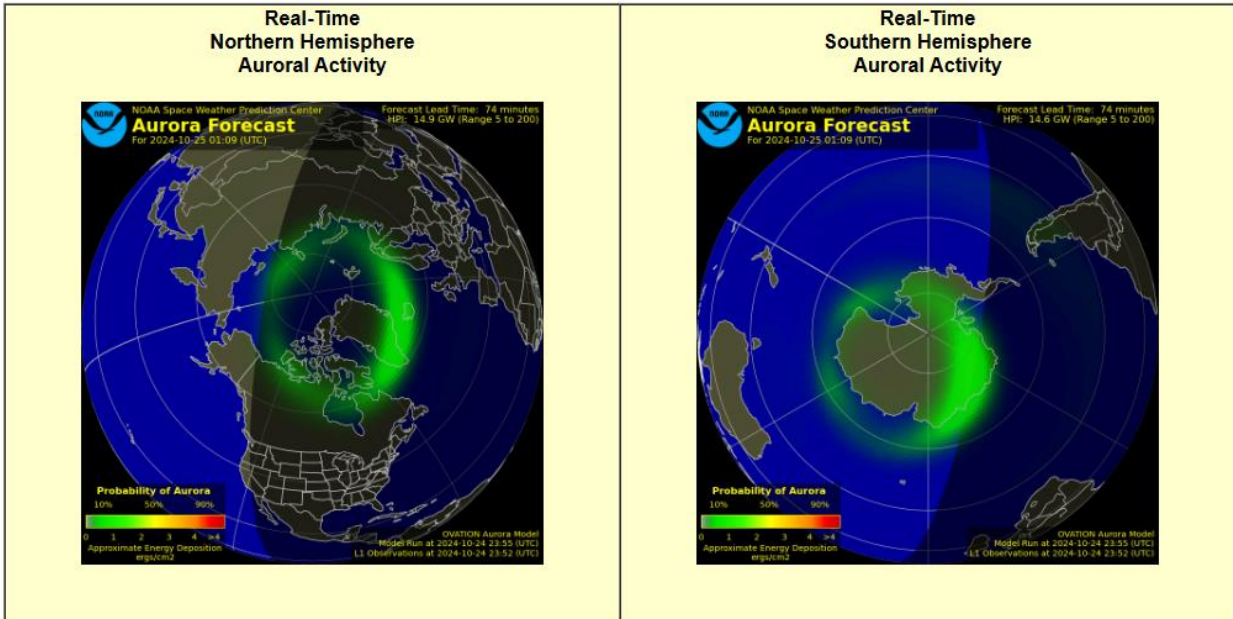 Real-Time
Northern Hemisphere
Auroral Activity
NOAA
NOAA Space Weather Prediction Center
Aurora Forecast
For 2024-10-25 01:09 (UTC)
Forecast Lead Time: 74 minutes
HPI: 14.9 GW (Range 5 to 200)
Probability of Aurora
10% 50% 90%
0 1 2 3 4 >4
Approximate Energy Deposition
ergs/cm2
OVATION Aurora Model
Model Run at 2024-10-24 23:55 (UTC)
L1 Observations at 2024-10-24 23:52 (UTC)
Real-Time
Southern Hemisphere
Auroral Activity
NOAA
NOAA Space Weather Prediction Center
Aurora Forecast
For 2024-10-25 01:09 (UTC)
Forecast Lead Time: 74 minutes
HPI: 14.6 GW (Range 5 to 200)
Probability of Aurora
10% 50% 90%
0 1 2 3 4 >4
Approximate Energy Deposition
ergs/cm2
OVATION Aurora Model
Model Run at 2024-10-24 23:55 (UTC)
L1 Observations at 2024-10-24 23:52 (UTC)